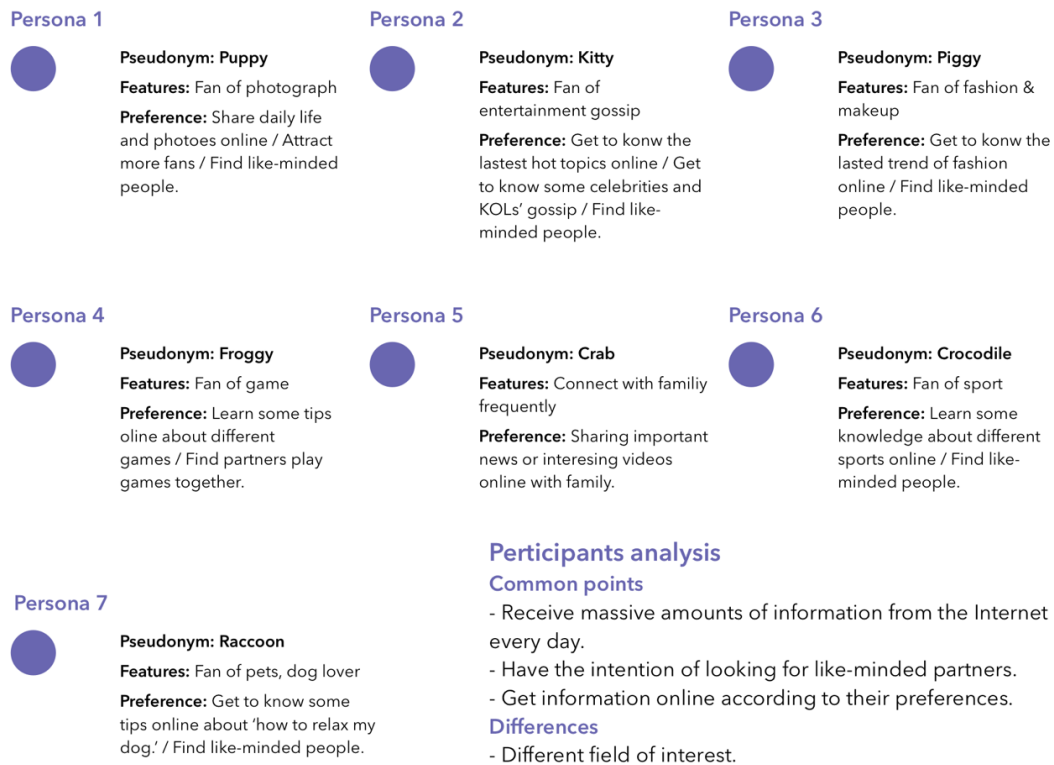 Persona 1
Pseudonym: Puppy
Features: Fan of photograph
Preference: Share daily life
and photoes online / Attract
more fans / Find like-minded
people.
Persona 2
Pseudonym: Kitty
Features: Fan of
entertainment gossip
Preference: Get to konw the
lastest hot topics online / Get
to know some celebrities and
KOLs’ gossip / Find like-
minded people.
Persona 3
Pseudonym: Piggy
Features: Fan of fashion &
makeup
Preference: Get to konw the
lasted trend of fashion
online / Find like-minded
people.
Persona 4
Pseudonym: Froggy
Features: Fan of game
Preference: Learn some tips
oline about different
games / Find partners play
games together.
Persona 5
Pseudonym: Crab
Features: Connect with familiy
frequently
Preference: Sharing important
news or interesing videos
online with family.
Persona 6
Pseudonym: Crocodile
Features: Fan of sport
Preference: Learn some
knowledge about different
sports online / Find like-
minded people.
Persona 7
Pseudonym: Raccoon
Features: Fan of pets, dog lover
Preference: Get to know some
tips online about ‘how to relax my
dog.’ / Find like-minded people.
Perticipants analysis
Common points
- Receive massive amounts of information from the Internet
every day.
- Have the intention of looking for like-minded partners.
- Get information online according to their preferences.
Differences
- Different field of interest.